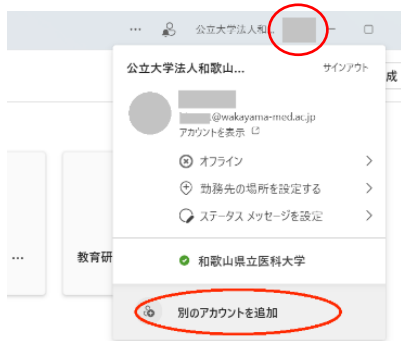 … 公立大学法人和...
公立大学法人和歌山... サインアウト
成
@wakayama-med.ac.jp
アカウントを表示
オフライン
勤務先の場所を設定する
ステータス メッセージを設定
... 教育研
和歌山県立医科大学
別のアカウントを追加